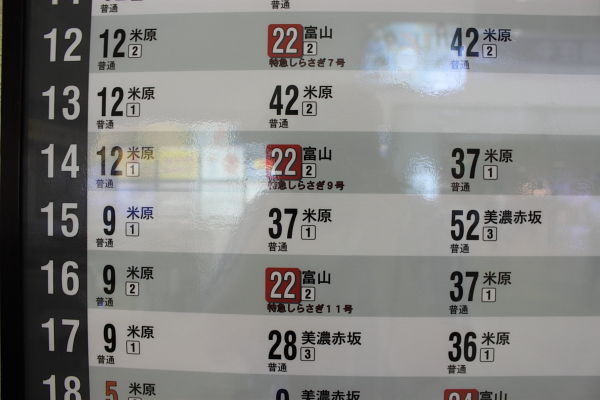 普通 普通
12 12 米原 2 普通 22 富山 2 特急しらさぎ7号 42 米原 2 普通
13 12 米原 1 普通 42 米原 2 普通
14 12 米原 1 普通 22 富山 2 特急しらさぎ9号 37 米原 1 普通
15 9 米原 1 普通 37 米原 1 普通 52 美濃赤坂 3 普通
16 9 米原 2 普通 22 富山 2 特急しらさぎ11号 37 米原 1 普通
17 9 米原 1 普通 28 美濃赤坂 3 普通 36 米原 1 普通
18 5 米原 9 美濃赤坂 24 富山